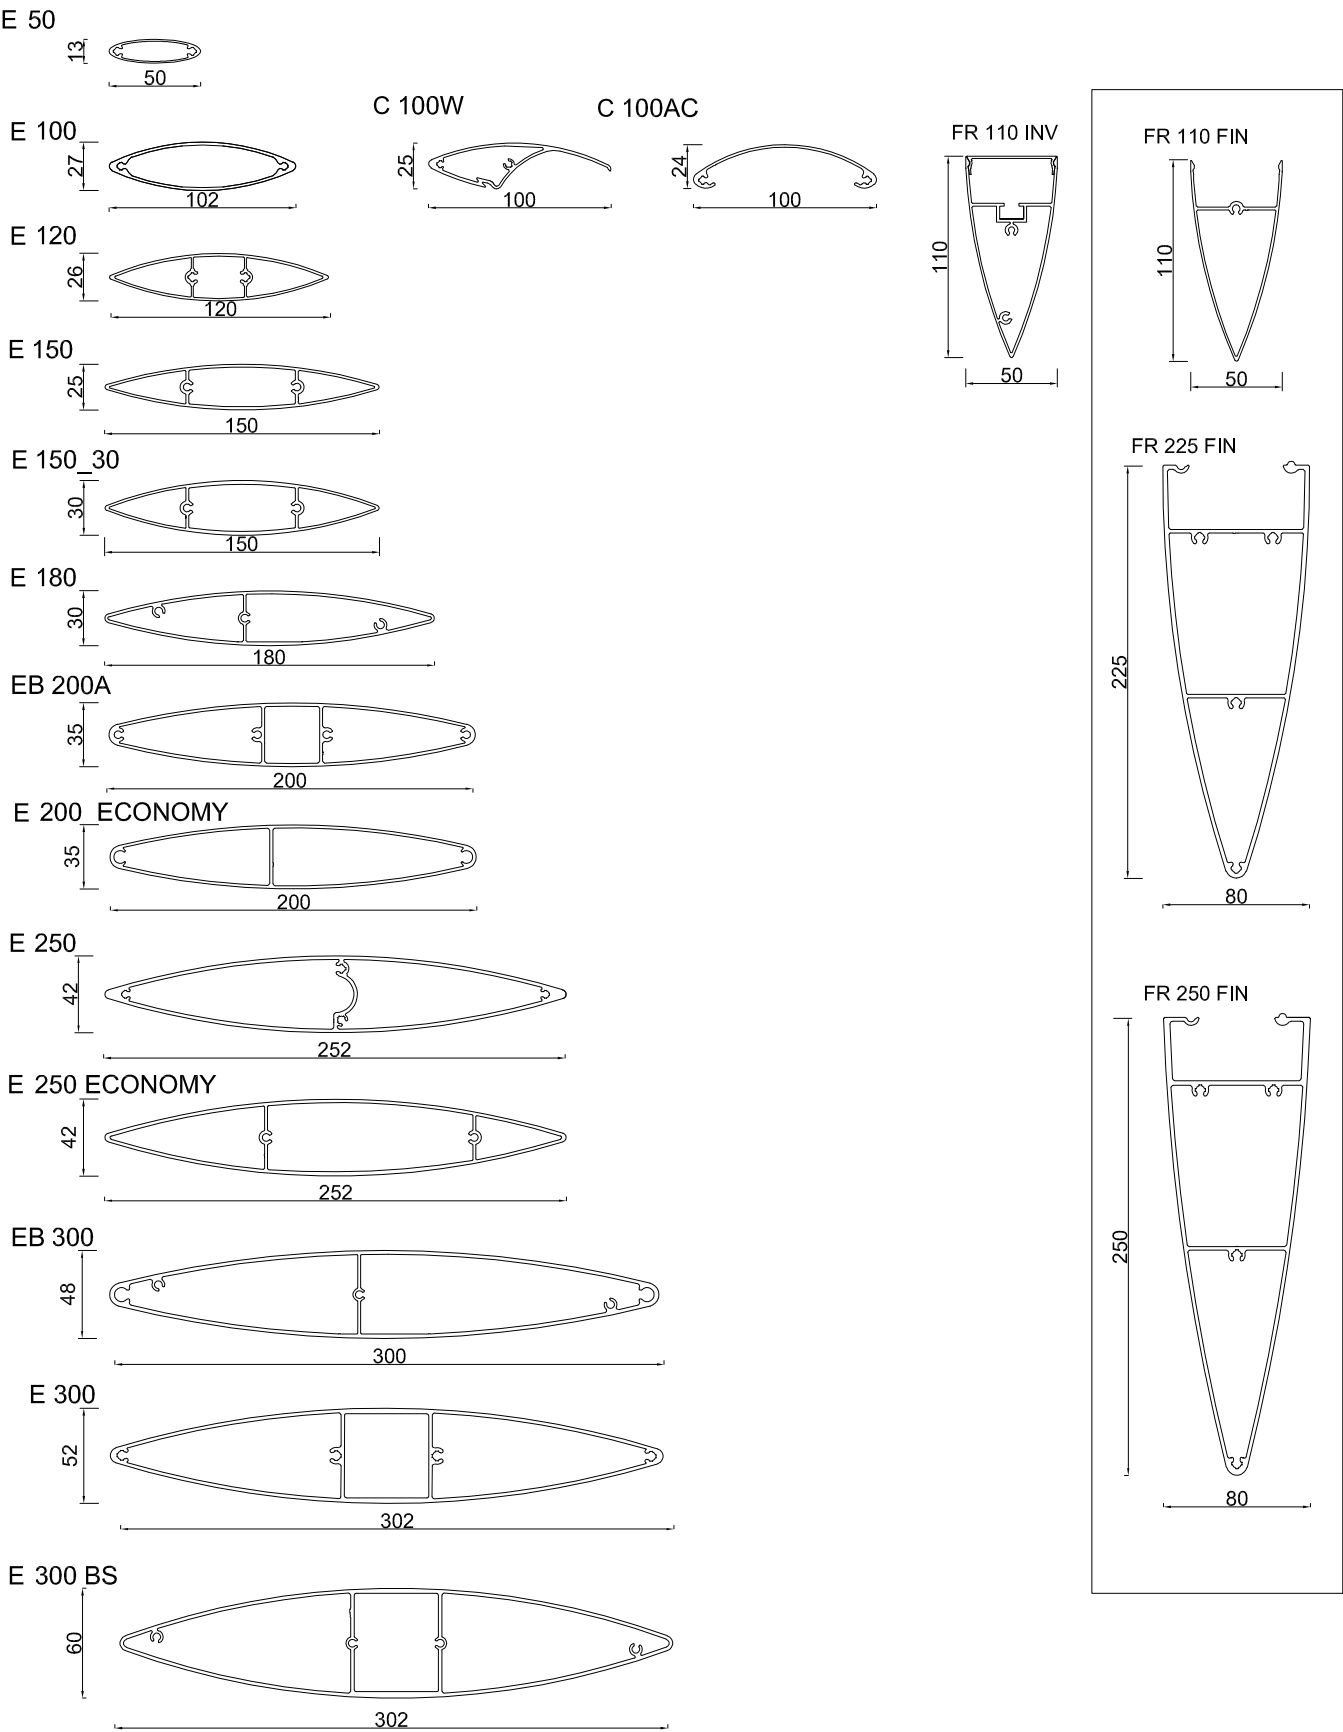 E 50
13
50
E 100
27
102
C 100W
25
100
C 100AC
24
100
FR 110 INV
110
50
FR 110 FIN
110
50
E 120
26
120
E 150
25
150
E 150_30
30
150
E 180
30
180
EB 200A
35
200
E 200_ECONOMY
35
200
E 250
42
252
E 250 ECONOMY
42
252
EB 300
48
300
E 300
52
302
E 300 BS
60
302
FR 225 FIN
225
80
FR 250 FIN
250
80